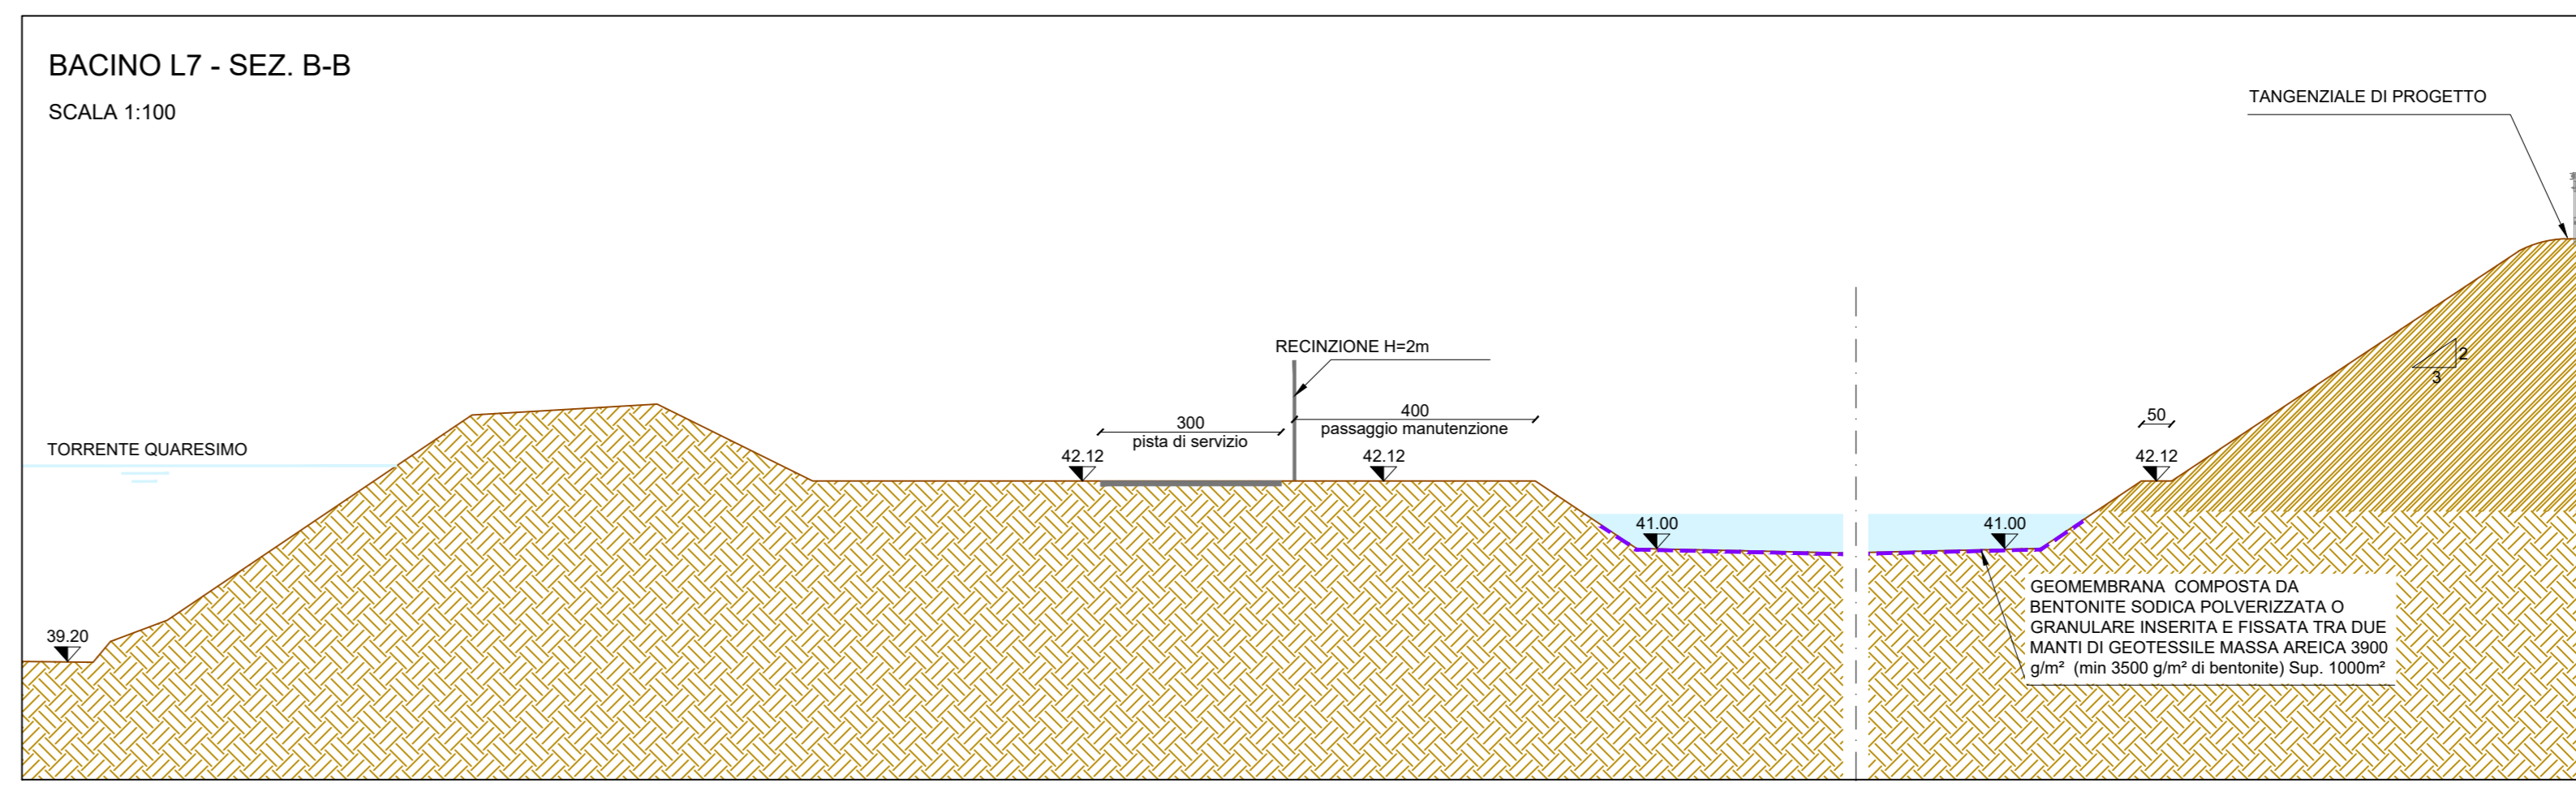 BACINO L7 - SEZ. B-B
SCALA 1:100
TANGENZIALE DI PROGETTO
RECINZIONE H=2m
2
3
300
pista di servizio
400
passaggio manutenzione
50
TORRENTE QUARESIMO
42.12
42.12
42.12
41.00
41.00
39.20
GEOMEMBRANA COMPOSTA DA
BENTONITE SODICA POLVERIZZATA O
GRANULARE INSERITA E FISSATA TRA DUE
MANTI DI GEOTESSILE MASSA AREICA 3900
g/m² (min 3500 g/m² di bentonite) Sup. 1000m²